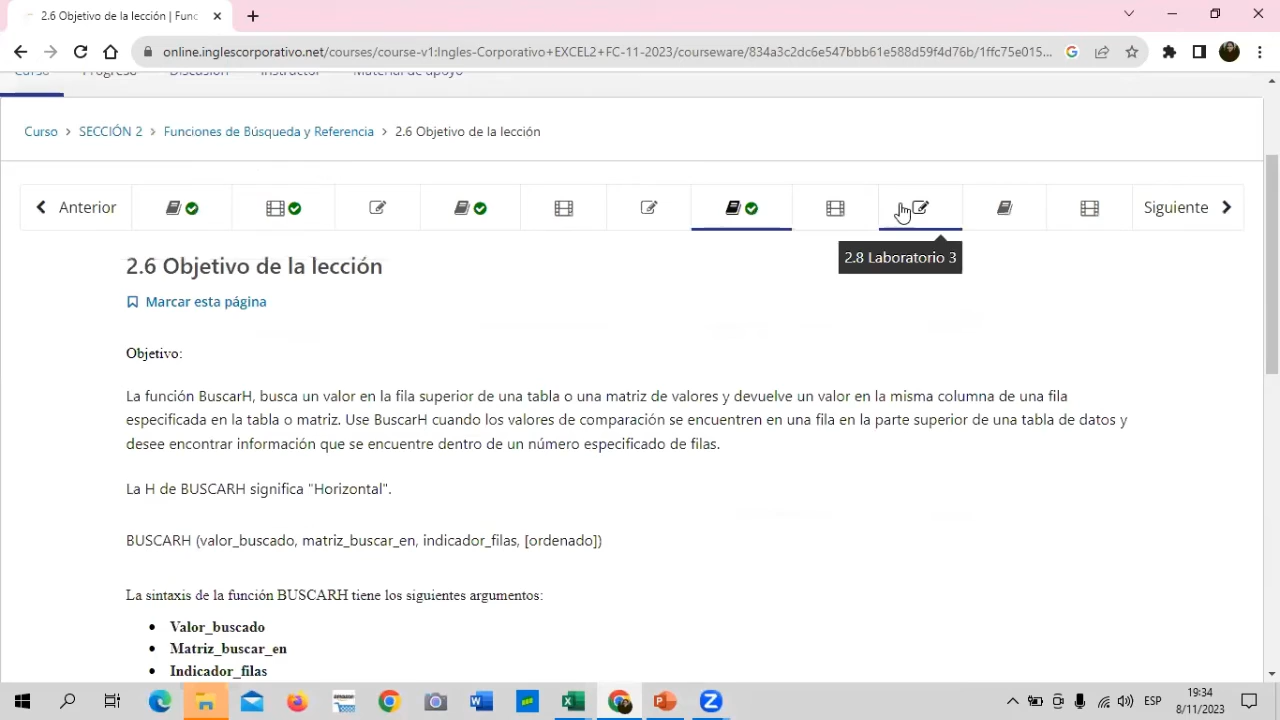 2.6 Objetivo de la lección | Func
online.inglescorporativo.net/courses/course-v1:Ingles-Corporativo+EXCEL2+FC-11-2023/courseware/834a3c2dc6e547bbb61e588d59f4d76b/1ffc75e015...
Curso Progreso Discusión Instructor Material de apoyo
Curso > SECCIÓN 2 > Funciones de Búsqueda y Referencia > 2.6 Objetivo de la lección
Anterior
Siguiente
2.8 Laboratorio 3
2.6 Objetivo de la lección
Marcar esta página
Objetivo:
La función BuscarH, busca un valor en la fila superior de una tabla o una matriz de valores y devuelve un valor en la misma columna de una fila
especificada en la tabla o matriz. Use BuscarH cuando los valores de comparación se encuentren en una fila en la parte superior de una tabla de datos y
desee encontrar información que se encuentre dentro de un número especificado de filas.
La H de BUSCARH significa "Horizontal".
BUSCARH (valor_buscado, matriz_buscar_en, indicador_filas, [ordenado])
La sintaxis de la función BUSCARH tiene los siguientes argumentos:
• Valor_buscado
• Matriz_buscar_en
• Indicador_filas
ESP
19:34
8/11/2023